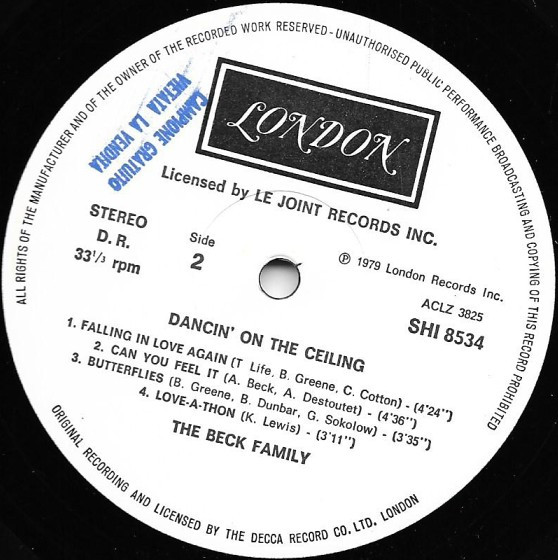 ALL RIGHTS OF THE MANUFACTURER AND OF THE OWNER OF THE RECORDED WORK RESERVED - UNAUTHORISED PUBLIC PERFORMANCE BROADCASTING AND COPYING OF THIS RECORD PROHIBITED
CAMPIONE GRATUITO
VIETATA LA VENDITA
LONDON
Licensed by LE JOINT RECORDS INC.
STEREO
D. R.
33 1/3 rpm
Side
2
Ⓟ 1979 London Records Inc.
ACLZ 3825
SHI 8534
DANCIN' ON THE CEILING
1. FALLING IN LOVE AGAIN (T Life, B. Greene, C. Cotton) - (4'24")
2. CAN YOU FEEL IT (A. Beck, A. Destoutet) - (4'36")
3. BUTTERFLIES (B. Greene, B. Dunbar, G. Sokolow) - (3'35")
4. LOVE-A-THON (K. Lewis) - (3'11")
THE BECK FAMILY
ORIGINAL RECORDING AND LICENSED BY THE DECCA RECORD CO. LTD. LONDON